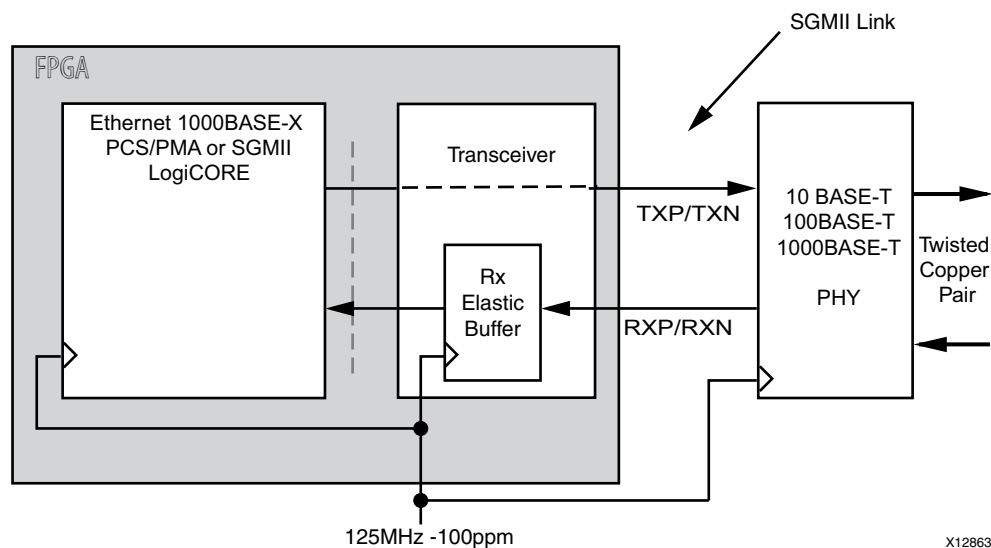 SGMII Link
FPGA
Ethernet 1000BASE-X
PCS/PMA or SGMII
LogiCORE
Transceiver
TXP/TXN
Rx
Elastic
Buffer
RXP/RXN
10 BASE-T
100BASE-T
1000BASE-T
PHY
Twisted
Copper
Pair
125MHz -100ppm
X12863